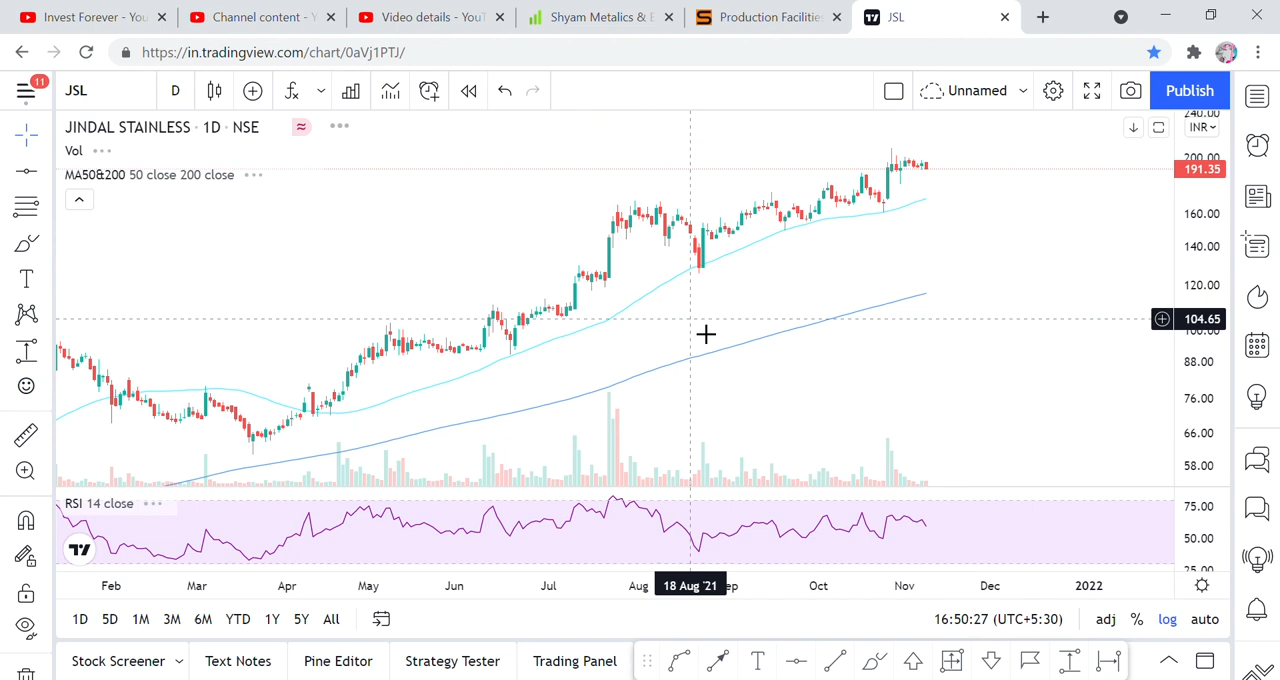 Invest Forever - You
Channel content - Y
Video details - YouT
Shyam Metalics & E
Production Facilities
JSL
https://in.tradingview.com/chart/0aVj1PTJ/
11
JSL
D
Unnamed
Publish
JINDAL STAINLESS · 1D · NSE
INR
Vol
MA50&200 50 close 200 close
240.00
200.00
191.35
160.00
140.00
120.00
104.65
100.00
88.00
76.00
66.00
58.00
RSI 14 close
75.00
50.00
25.00
Feb Mar Apr May Jun Jul Aug 18 Aug '21 ep Oct Nov Dec 2022
1D 5D 1M 3M 6M YTD 1Y 5Y All
16:50:27 (UTC+5:30) adj % log auto
Stock Screener Text Notes Pine Editor Strategy Tester Trading Panel